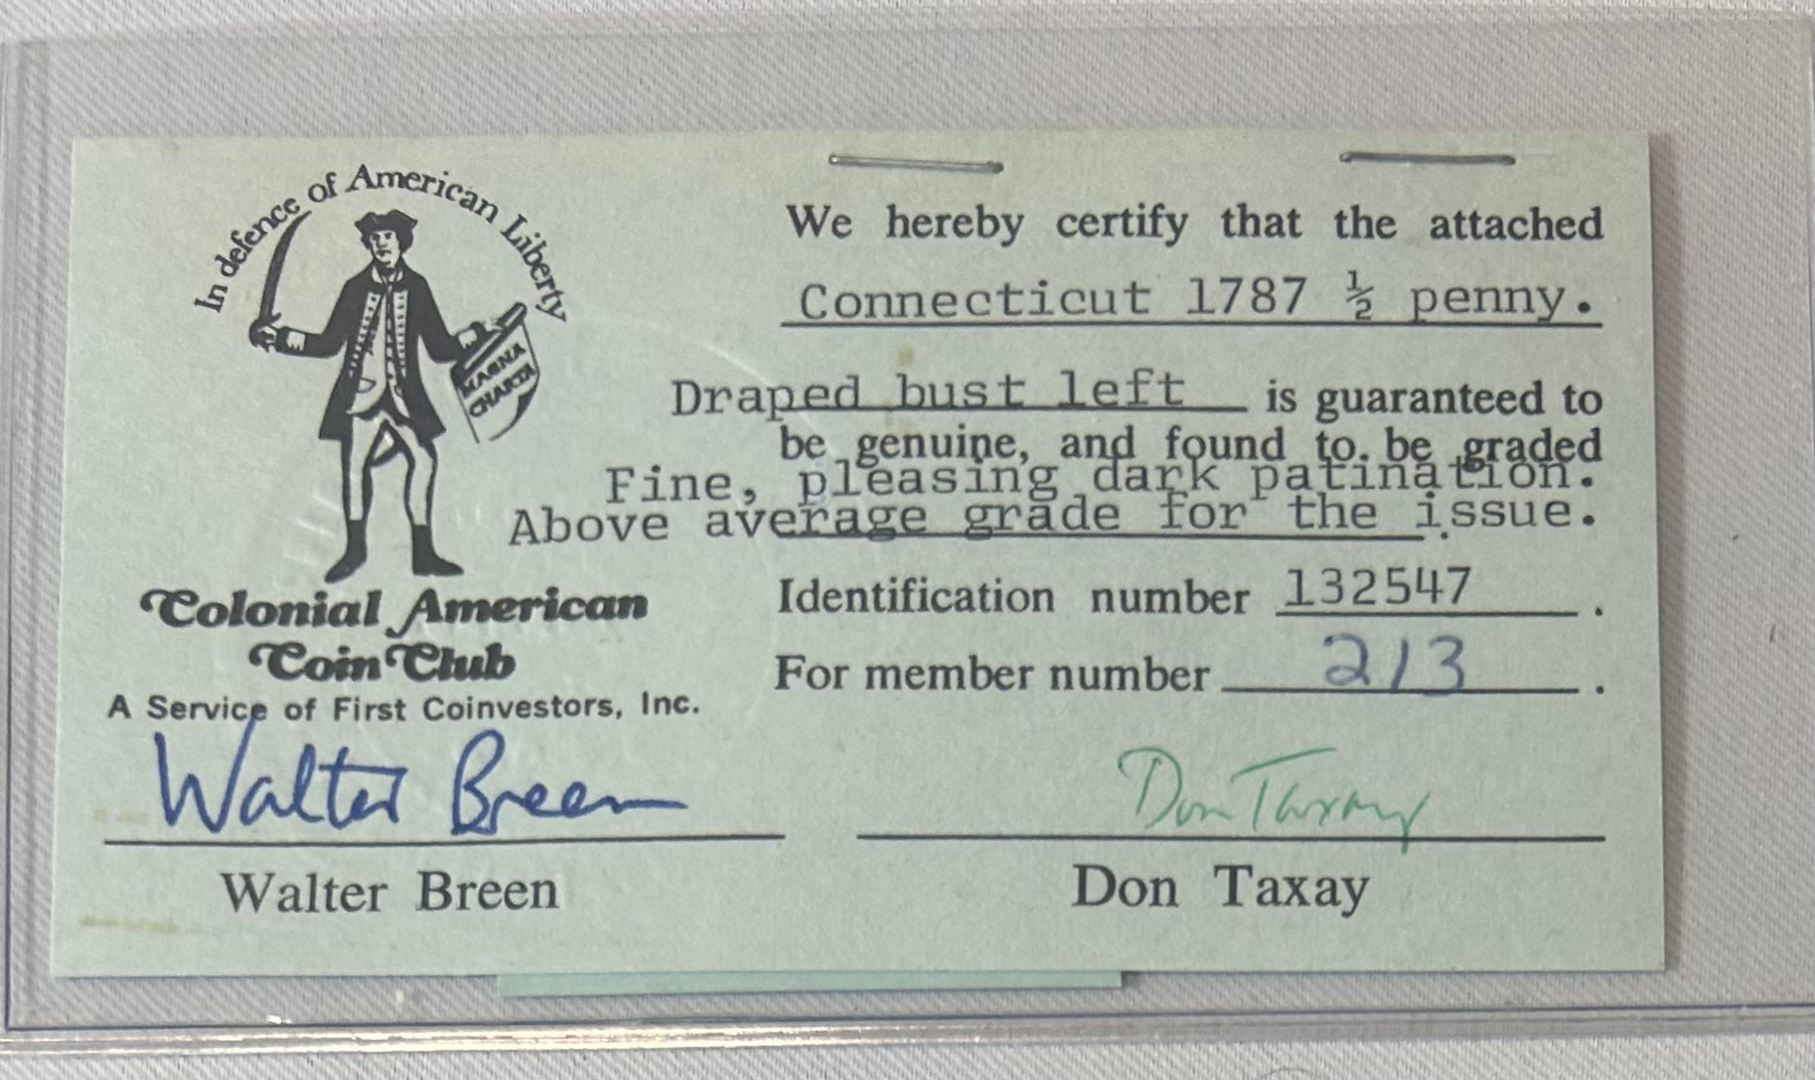 In defence of American Liberty
MAGNA
CHARTA
Colonial American
Coin Club
A Service of First Coinvestors, Inc.
We hereby certify that the attached
Connecticut 1787 ½ penny.
Draped bust left is guaranteed to
be genuine, and found to be graded
Fine, pleasing dark patination.
Above average grade for the issue.
Identification number 132547.
For member number 213.
Walter Breen
Don Taxay
Walter Breen
Don Taxay